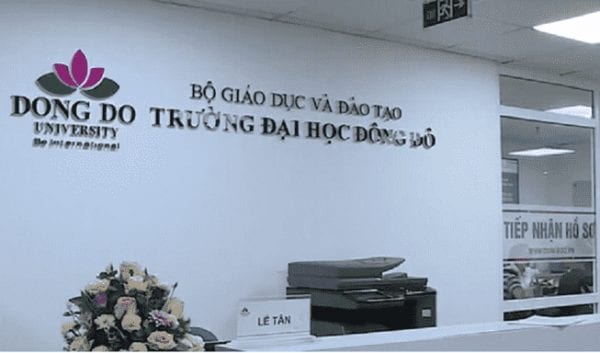 DONG DO
UNIVERSITY
Be International
BỘ GIÁO DỤC VÀ ĐÀO TẠO
TRƯỜNG ĐẠI HỌC ĐÔNG ĐÔ
TIẾP NHẬN HỒ SƠ
LỄ TÂN